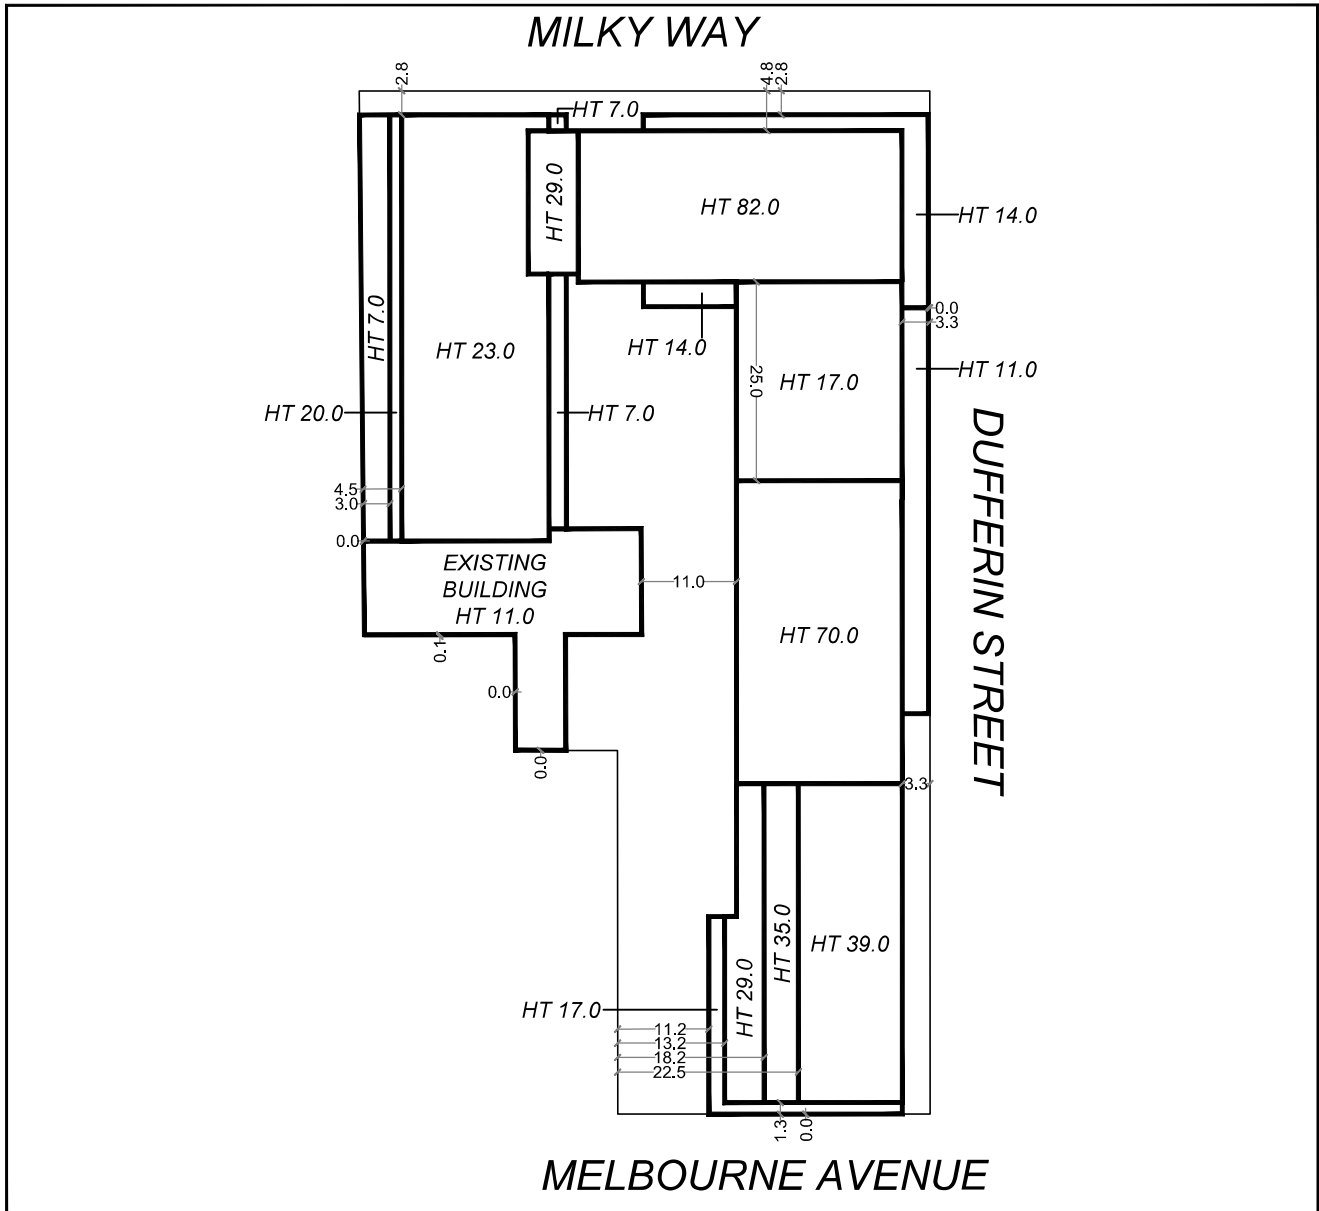 MILKY WAY
2.8
4.8
2.8
HT 7.0
HT 29.0
HT 82.0
HT 14.0
0.0
3.3
HT 7.0
HT 23.0
HT 14.0
25.0
HT 17.0
HT 11.0
HT 20.0
HT 7.0
DUFFERIN STREET
4.5
3.0
0.0
EXISTING
BUILDING
HT 11.0
11.0
HT 70.0
0.1
0.0
0.0
3.3
HT 29.0
HT 35.0
HT 39.0
HT 17.0
11.2
13.2
18.2
22.5
1.3
0.0
MELBOURNE AVENUE